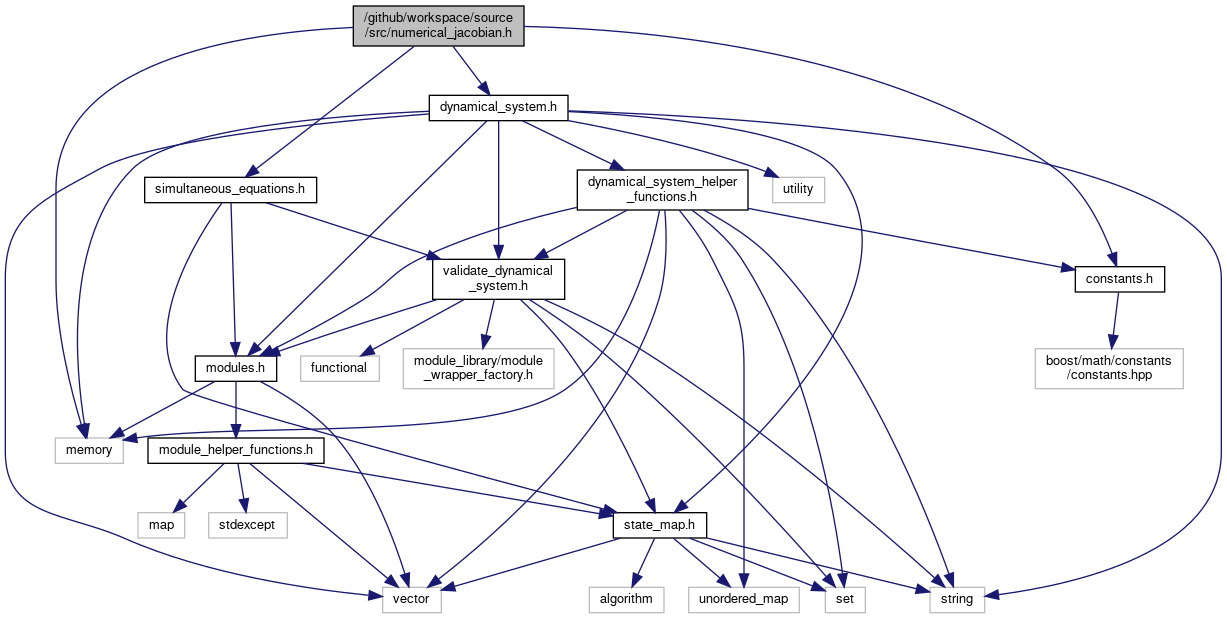 /github/workspace/source
/src/numerical_jacobian.h
dynamical_system.h
simultaneous_equations.h
dynamical_system_helper
_functions.h
utility
validate_dynamical
_system.h
constants.h
modules.h
functional
module_library/module
_wrapper_factory.h
boost/math/constants
/constants.hpp
memory
module_helper_functions.h
map
stdexcept
state_map.h
vector
algorithm
unordered_map
set
string